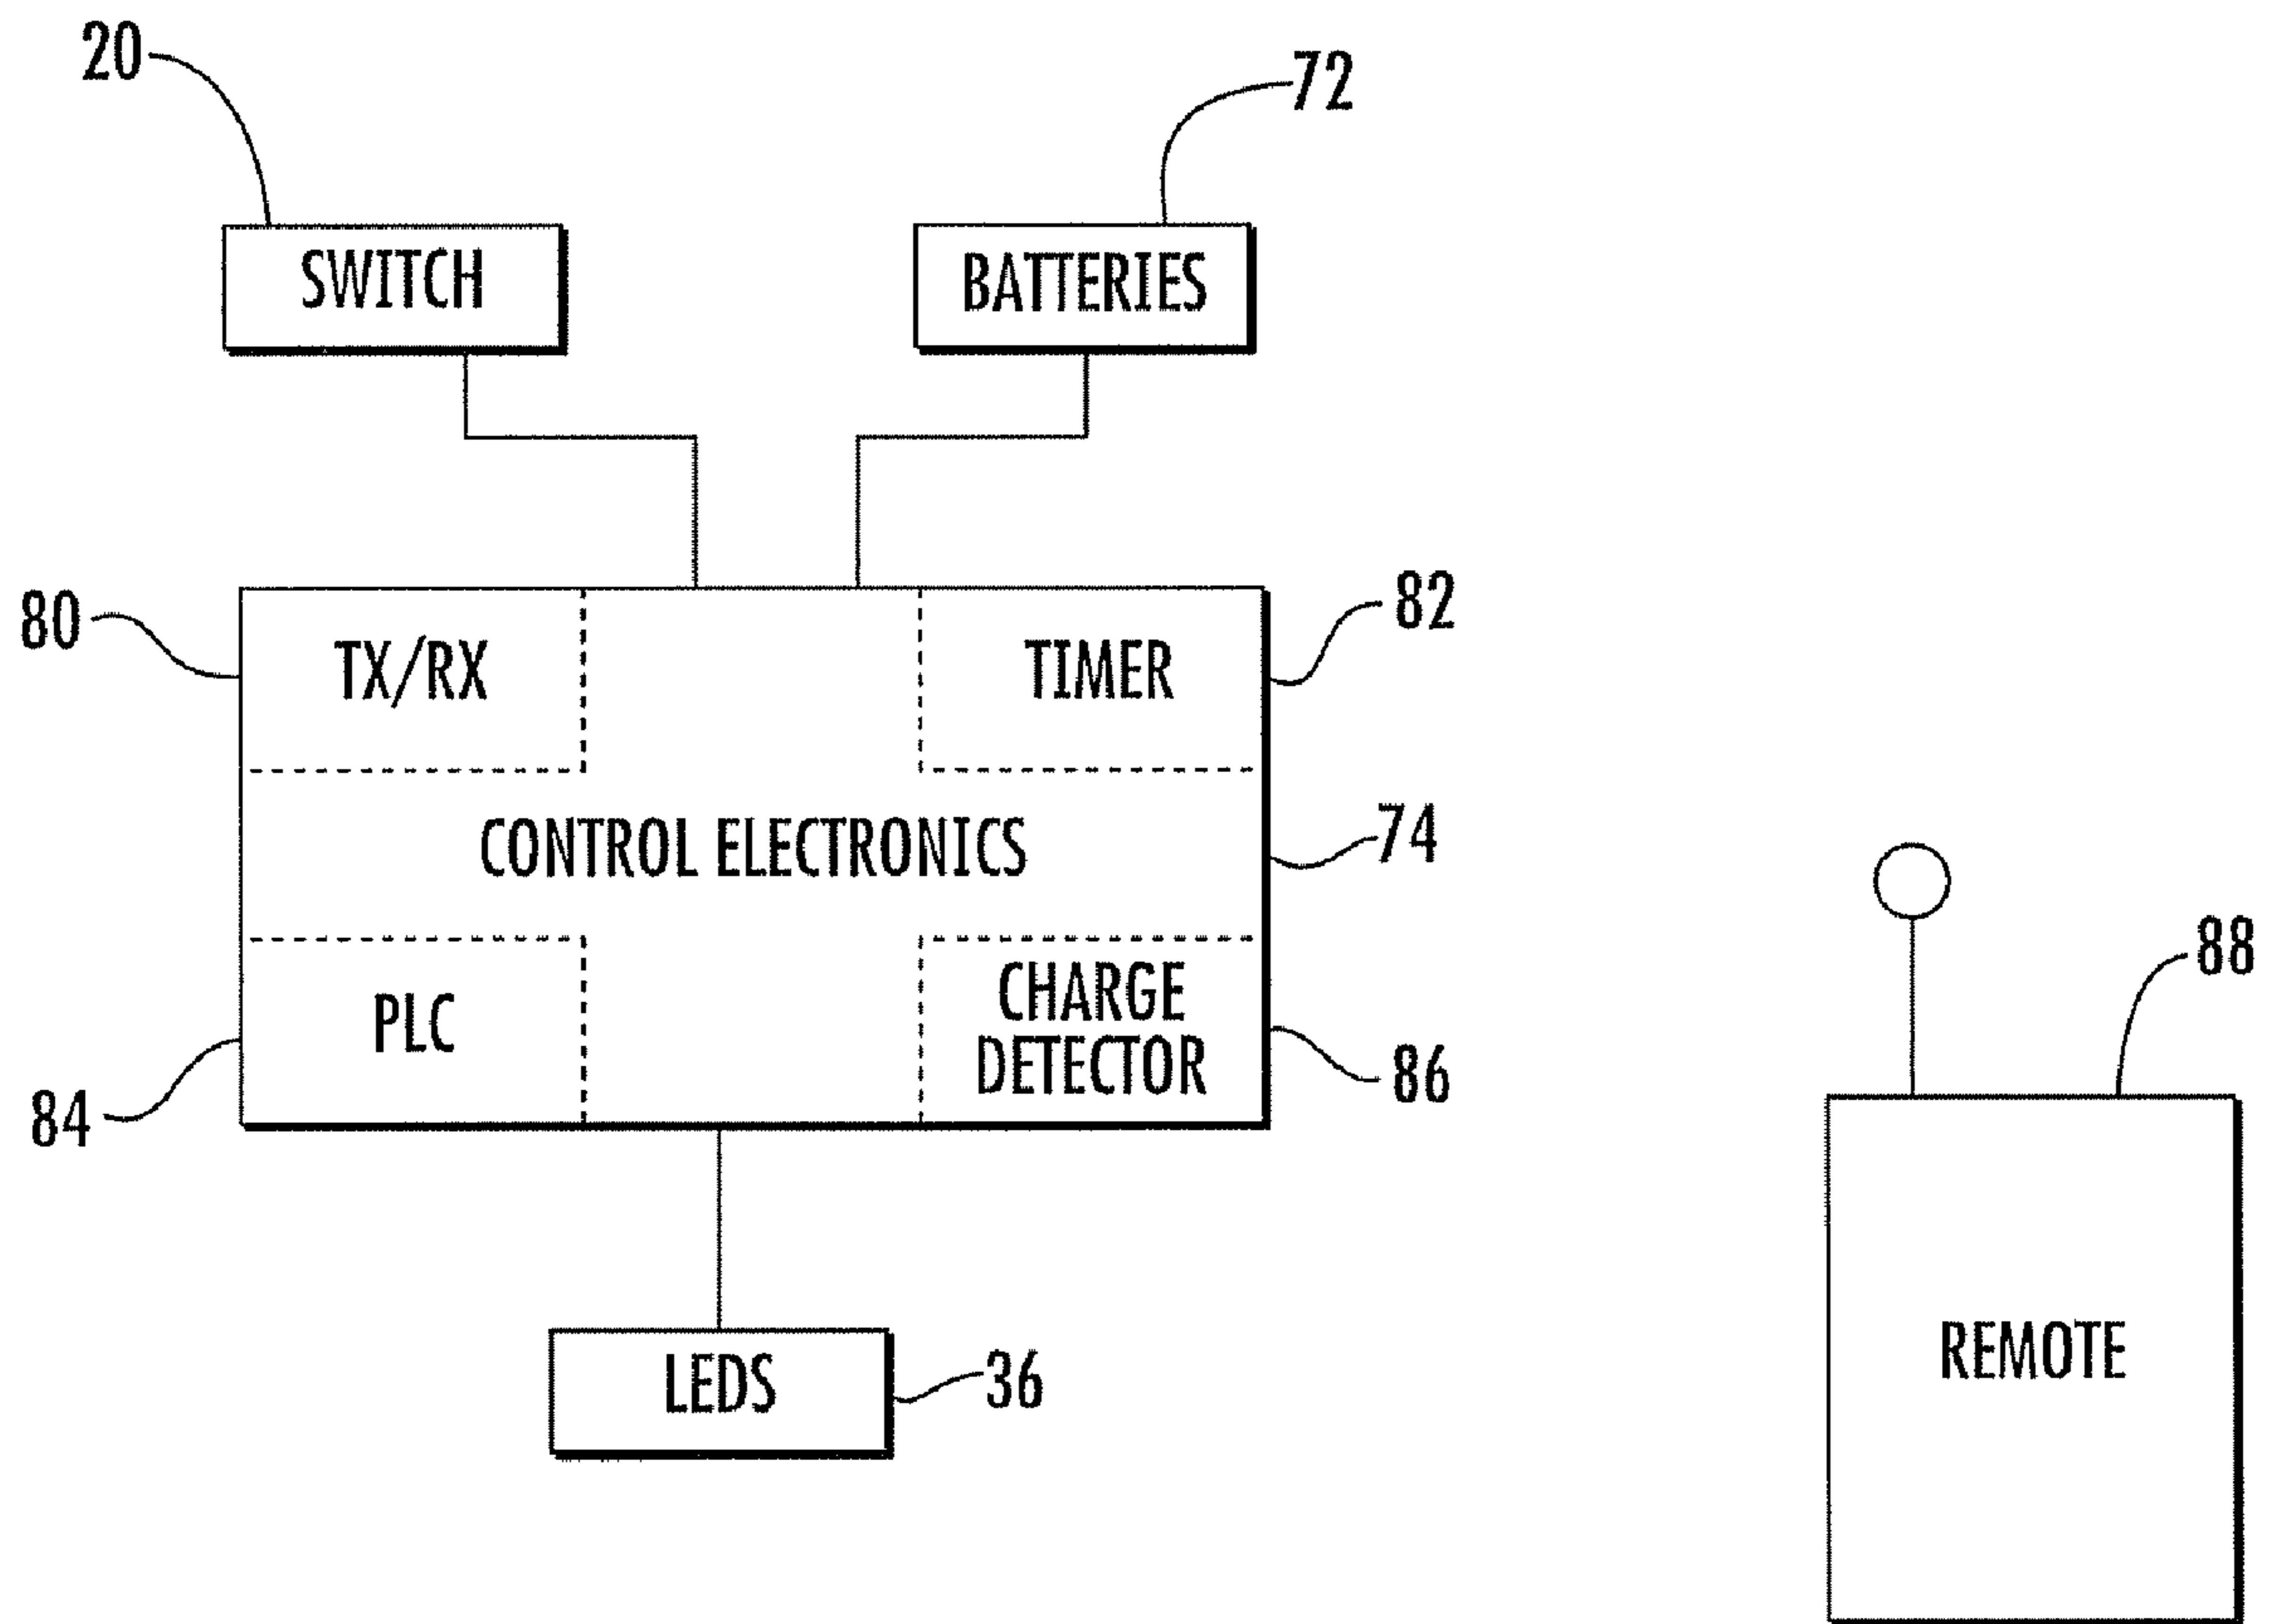 20
72
SWITCH
BATTERIES
80
TX/RX
TIMER
82
CONTROL ELECTRONICS
74
PLC
84
CHARGE
DETECTOR
86
88
REMOTE
LEDS
36